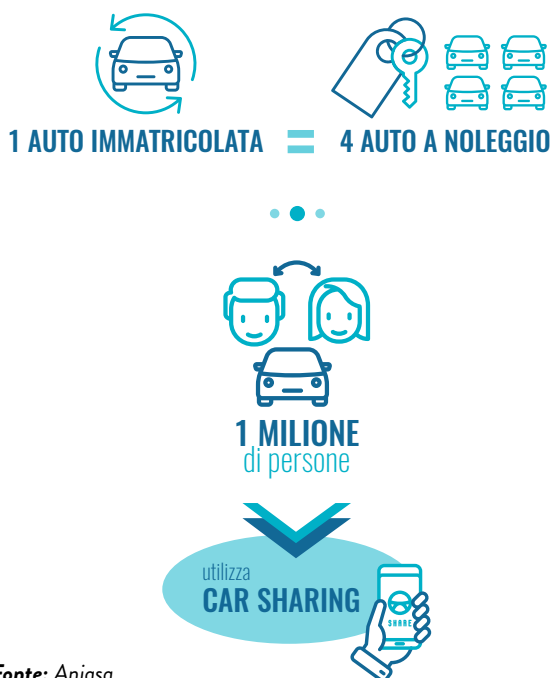 1 AUTO IMMATRICOLATA = 4 AUTO A NOLEGGIO
1 MILIONE
di persone
utilizza
CAR SHARING
SHARE
Fonte: Aniasa